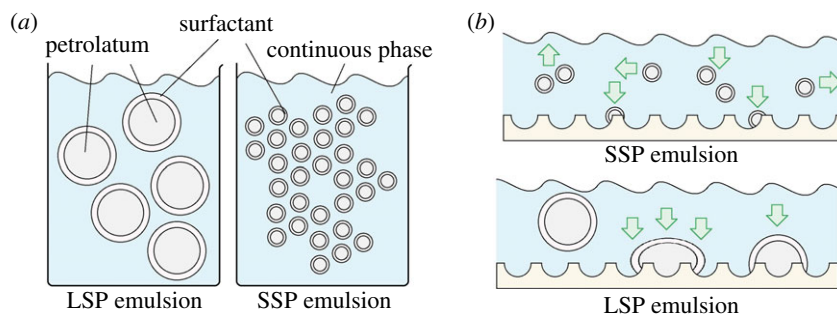 (a)
surfactant
petrolatum
continuous phase
LSP emulsion
SSP emulsion
(b)
SSP emulsion
LSP emulsion